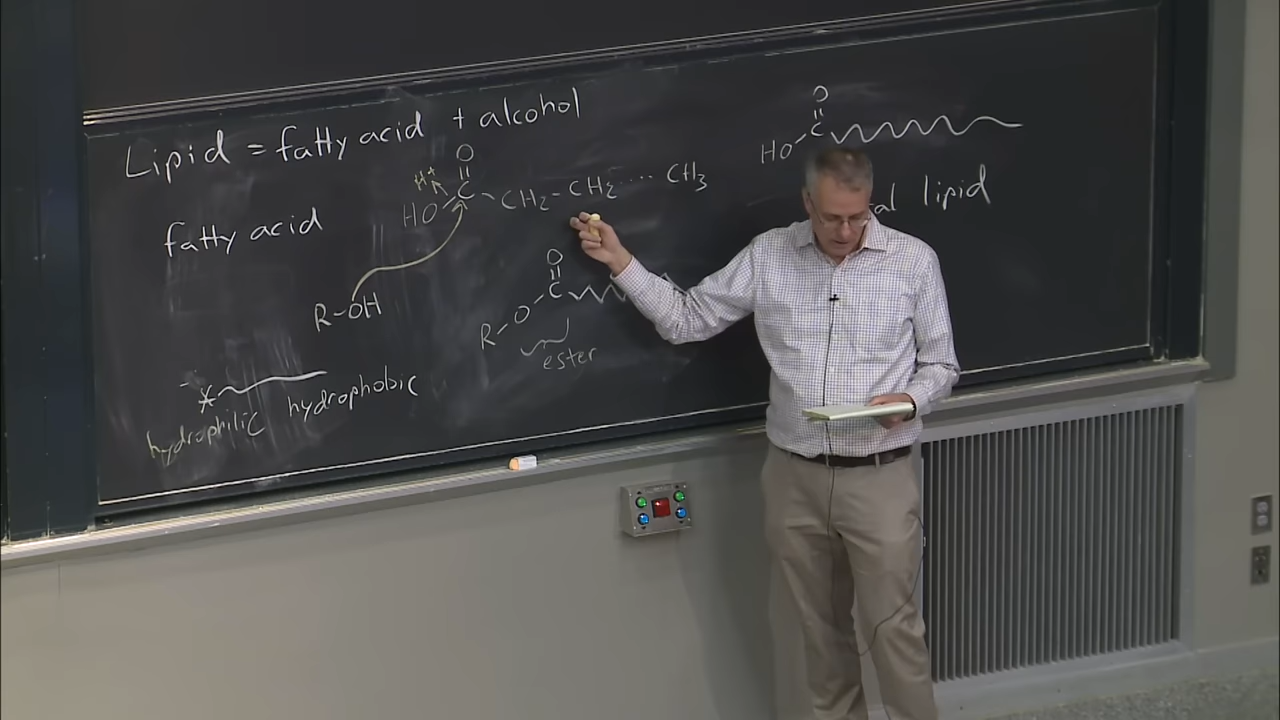 Lipid = fatty acid + alcohol
O
H+
HO C CH2 - CH2 .... CH3
fatty acid
R-OH
O
R-O C
ester
hydrophilic hydrophobic
O
HO C
lipid